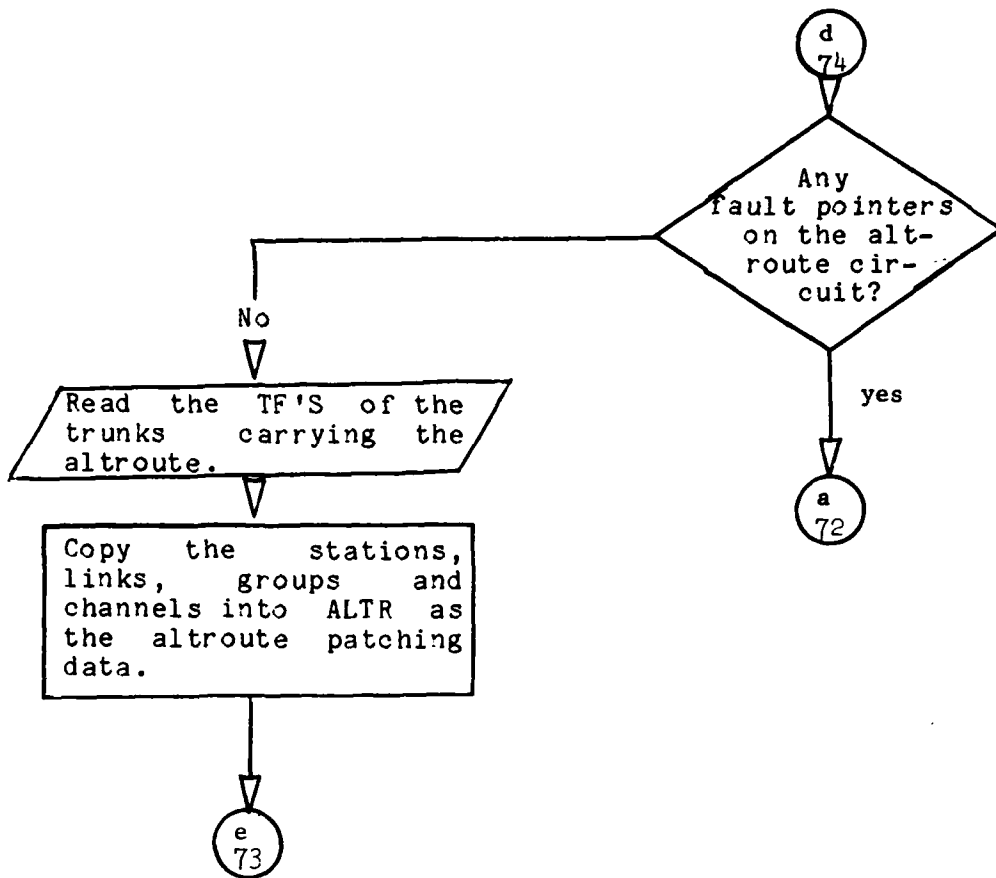 d
74
Any
fault pointers
on the alt-
route cir-
cuit?
No
yes
Read the TF'S of the
trunks carrying the
altroute.
a
72
Copy the stations,
links, groups and
channels into ALTR as
the altroute patching
data.
e
73